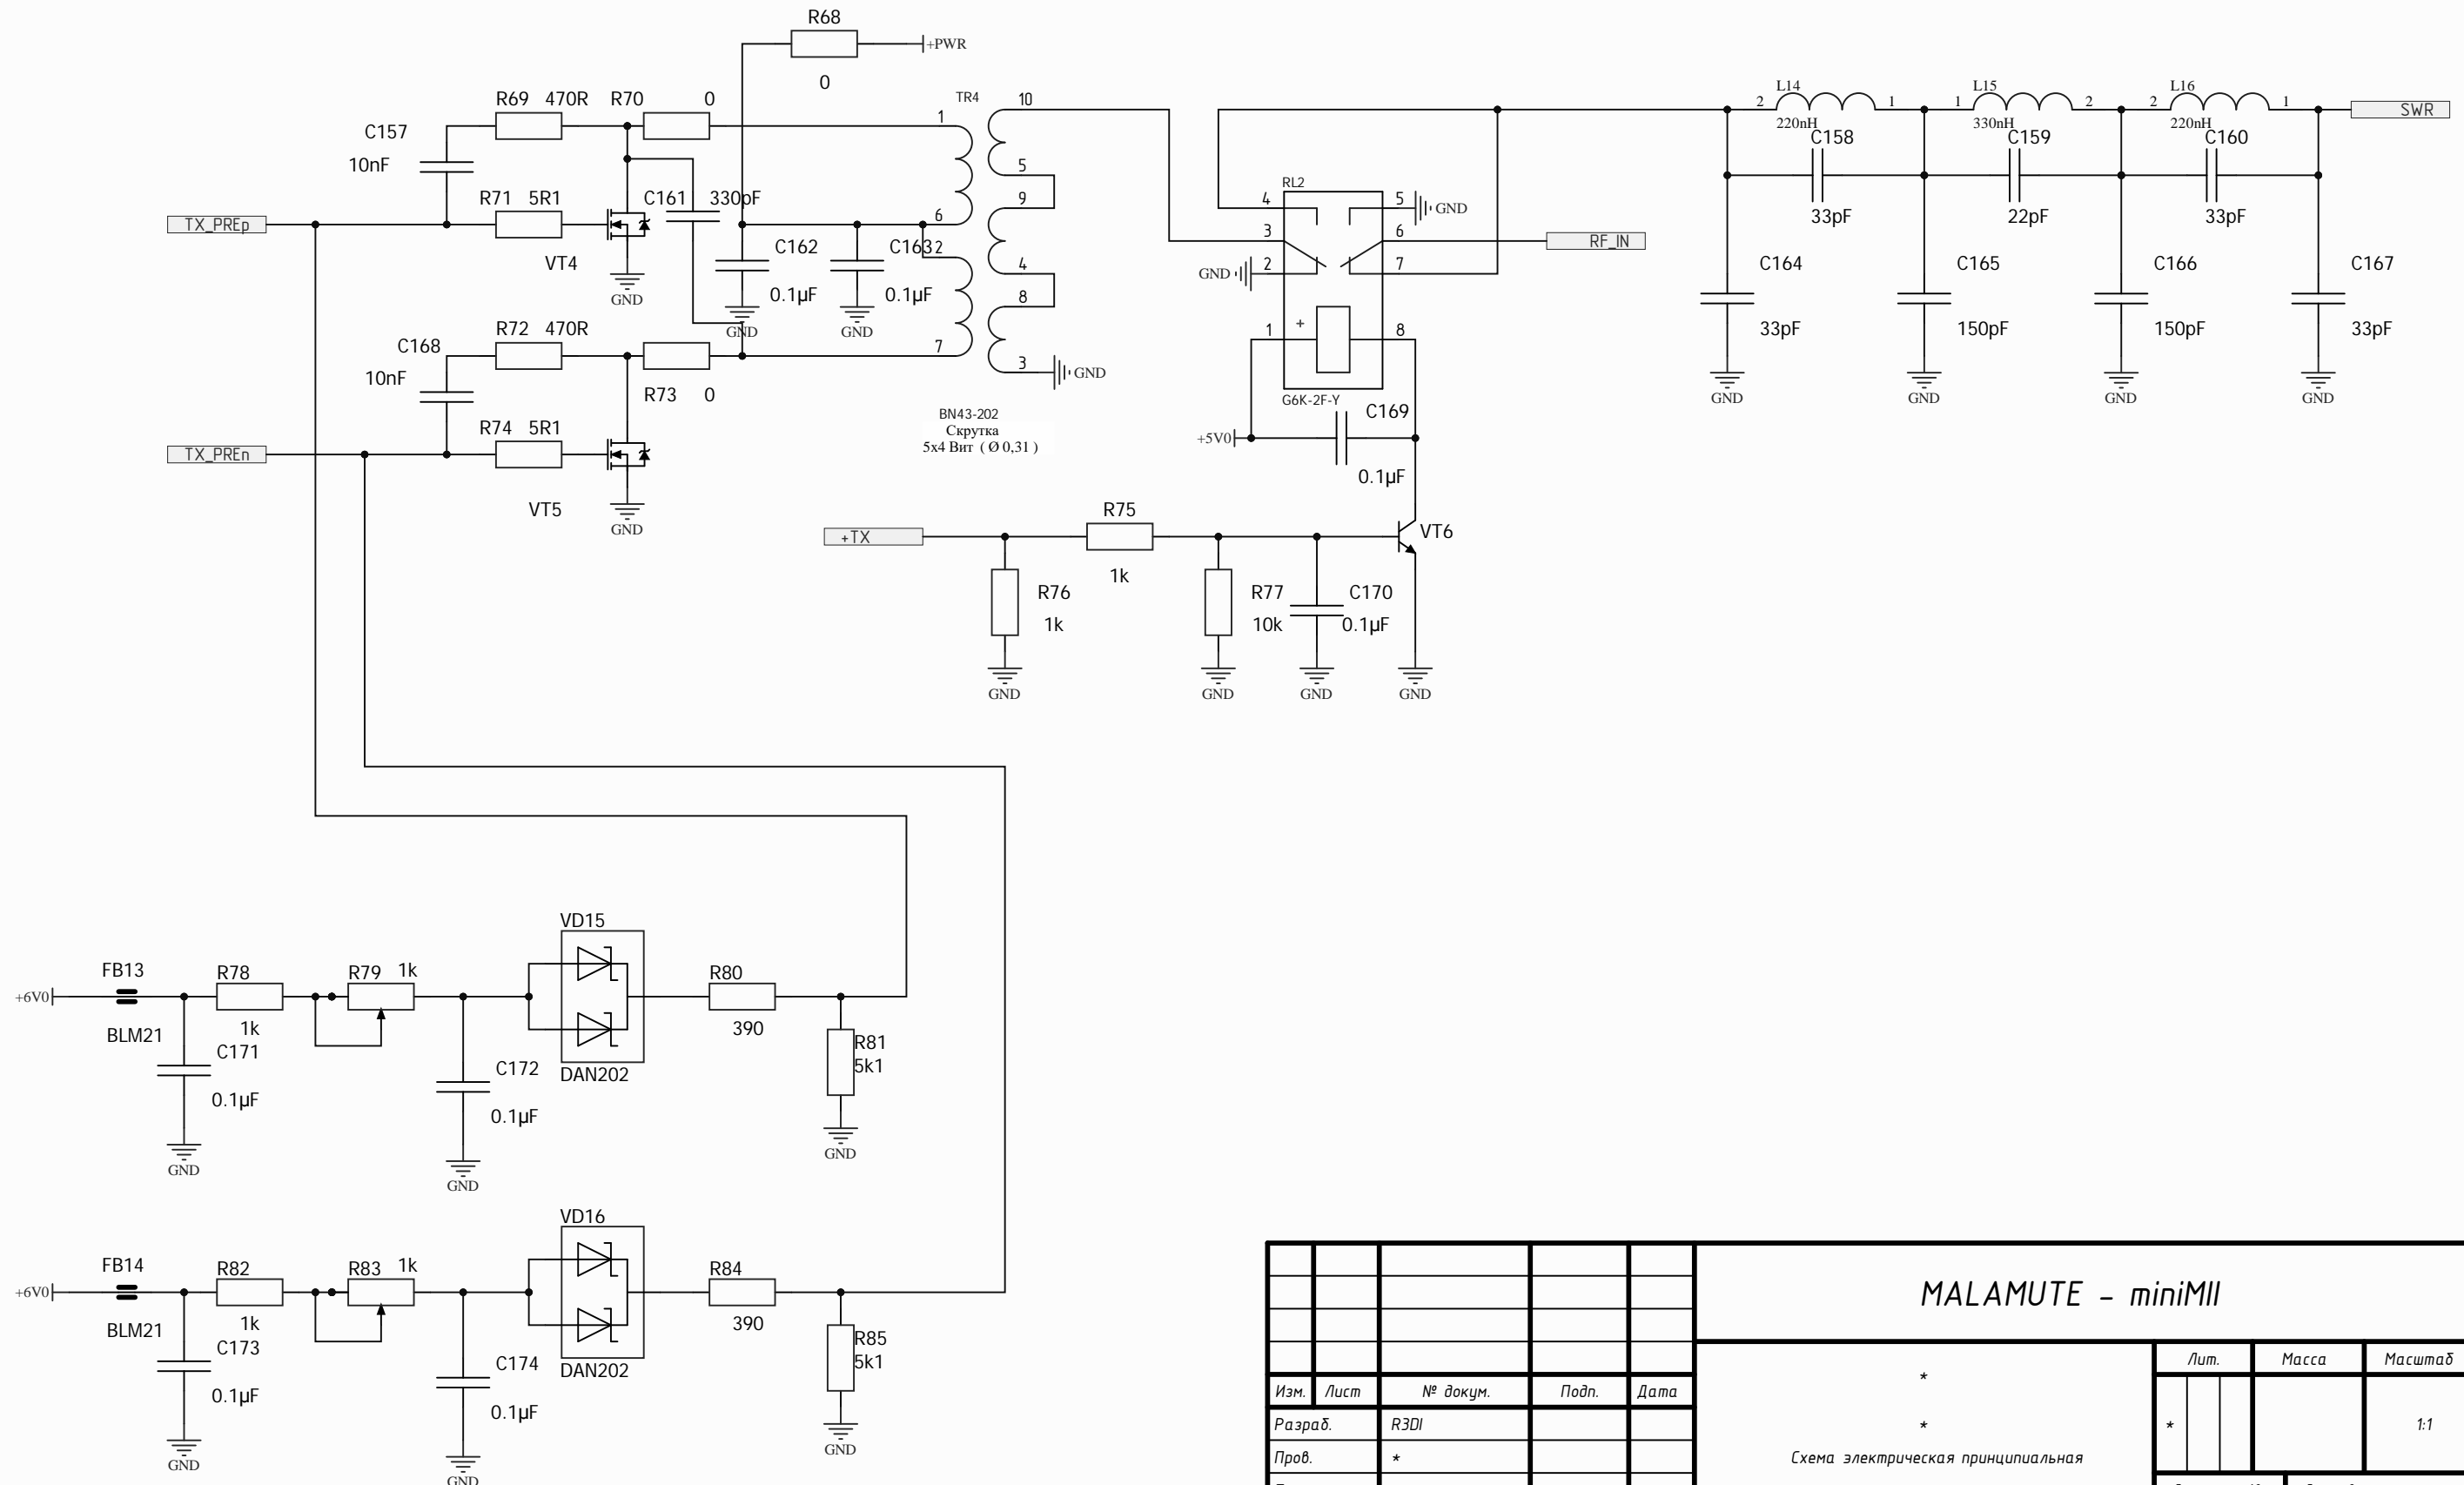 R68
+PWR
0
R69 470R R70 0
TR4
10
L14
L15
L16
1
2 1 1 2 2 1
SWR
C157
220nH
330nH
220nH
10nF
C158
C159
C160
5
RL2
R71 5R1
C161 330pF
9
4
5
GND
33pF
22pF
33pF
TX_PREp
6
3
6
RF_IN
VT4
C162
C163
2
4
GND
2
7
C164
C165
C166
C167
GND
0.1µF
0.1µF
8
R72 470R
GND
GND
1
+
8
33pF
150pF
150pF
33pF
C168
7
10nF
3
GND
R73 0
GND
GND
GND
GND
G6K-2F-Y
C169
BN43-202
Скрутка
5x4 Вит ( Ø 0,31 )
R74 5R1
+5V0
TX_PREn
0.1µF
VT5
GND
R75
+TX
VT6
1k
R76
1k
R77
10k
C170
0.1µF
GND
GND
GND
GND
VD15
FB13
R78
R79 1k
R80
+6V0
BLM21
1k
390
C171
R81
5k1
C172
DAN202
0.1µF
0.1µF
GND
GND
GND
VD16
FB14
R82
R83 1k
R84
+6V0
BLM21
1k
390
C173
R85
5k1
C174
DAN202
0.1µF
0.1µF
GND
GND
GND
MALAMUTE - miniMII
Лит. Масса Масштаб
*
Изм. Лист № докум. Подп. Дата
Разраб. R3DI
*
*
1:1
Пров. *
Схема электрическая принципиальная